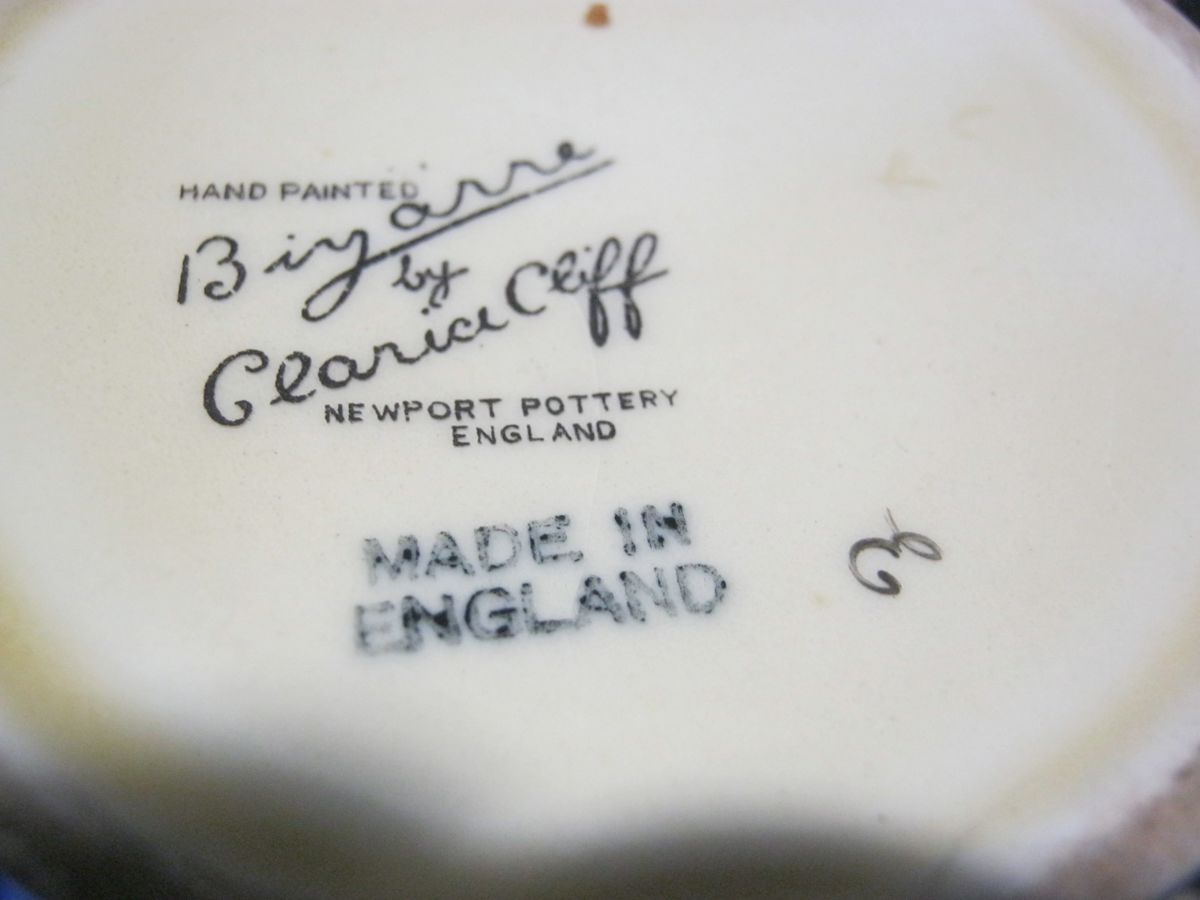 HAND PAINTED
Bizarre
by
Clarice Cliff
NEWPORT POTTERY
ENGLAND
MADE IN
ENGLAND